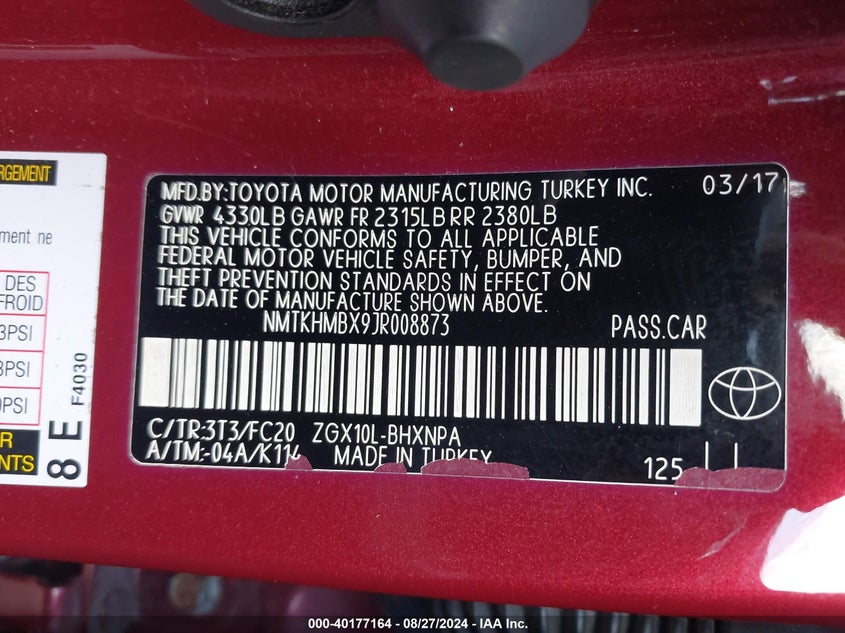 RGEMENT
ment ne
DES
FROID
3PSI
3PSI
0PSI
R
ENTS
8 E
F4030
MFD.BY:TOYOTA MOTOR MANUFACTURING TURKEY INC. 03/17
GVWR 4330LB GAWR FR 2315LB RR 2380LB
THIS VEHICLE CONFORMS TO ALL APPLICABLE
FEDERAL MOTOR VEHICLE SAFETY, BUMPER, AND
THEFT PREVENTION STANDARDS IN EFFECT ON
THE DATE OF MANUFACTURE SHOWN ABOVE.
NMTKHMBX9JR008873 PASS.CAR
C/TR:3T3/FC20 ZGX10L-BHXNPA
A/TM:-04A/K114 MADE IN TURKEY 125
000-40177164 - 08/27/2024 - IAA Inc.